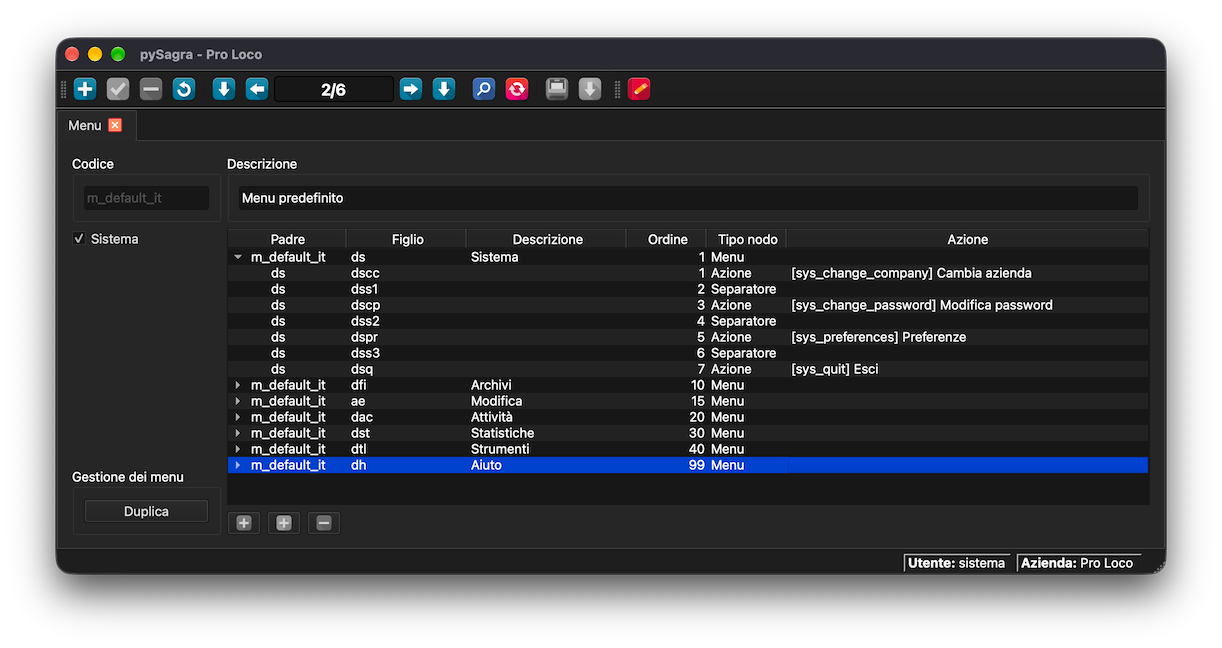 pySagra - Pro Loco
2/6
Menu
Codice
Descrizione
m_default_it
Menu predefinito
Sistema
Padre Figlio Descrizione Ordine Tipo nodo Azione
m_default_it ds Sistema 1 Menu
ds dscc 1 Azione [sys_change_company] Cambia azienda
ds dss1 2 Separatore
ds dscp 3 Azione [sys_change_password] Modifica password
ds dss2 4 Separatore
ds dspr 5 Azione [sys_preferences] Preferenze
ds dss3 6 Separatore
ds dsq 7 Azione [sys_quit] Esci
m_default_it dfi Archivi 10 Menu
m_default_it ae Modifica 15 Menu
m_default_it dac Attività 20 Menu
m_default_it dst Statistiche 30 Menu
m_default_it dtl Strumenti 40 Menu
m_default_it dh Aiuto 99 Menu
Gestione dei menu
Duplica
Utente: sistema Azienda: Pro Loco